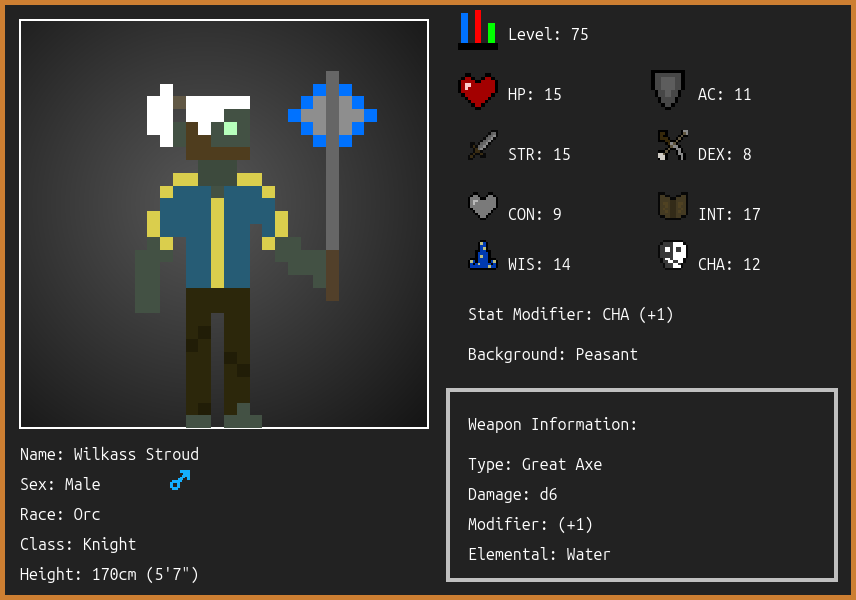 Level: 75
HP: 15
AC: 11
STR: 15
DEX: 8
CON: 9
INT: 17
WIS: 14
CHA: 12
Stat Modifier: CHA (+1)
Background: Peasant
Weapon Information:
Type: Great Axe
Damage: d6
Modifier: (+1)
Elemental: Water
Name: Wilkass Stroud
Sex: Male
Race: Orc
Class: Knight
Height: 170cm (5'7")